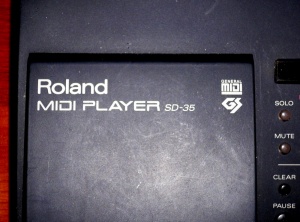 Roland
MIDI PLAYER SD-35
GENERAL
MIDI
GS
SOLO
MUTE
CLEAR
PAUSE